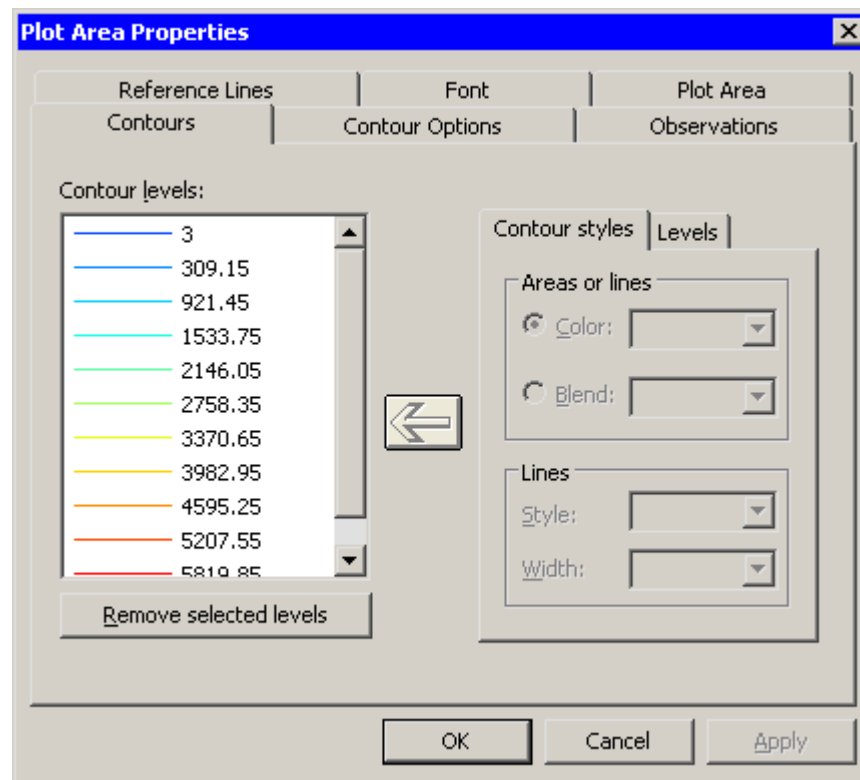 Plot Area Properties
Reference Lines Font Plot Area
Contours Contour Options Observations
Contour levels:
3
309.15
921.45
1533.75
2146.05
2758.35
3370.65
3982.95
4595.25
5207.55
5819.85
Remove selected levels
Contour styles Levels
Areas or lines
Color:
Blend:
Lines
Style:
Width:
OK Cancel Apply